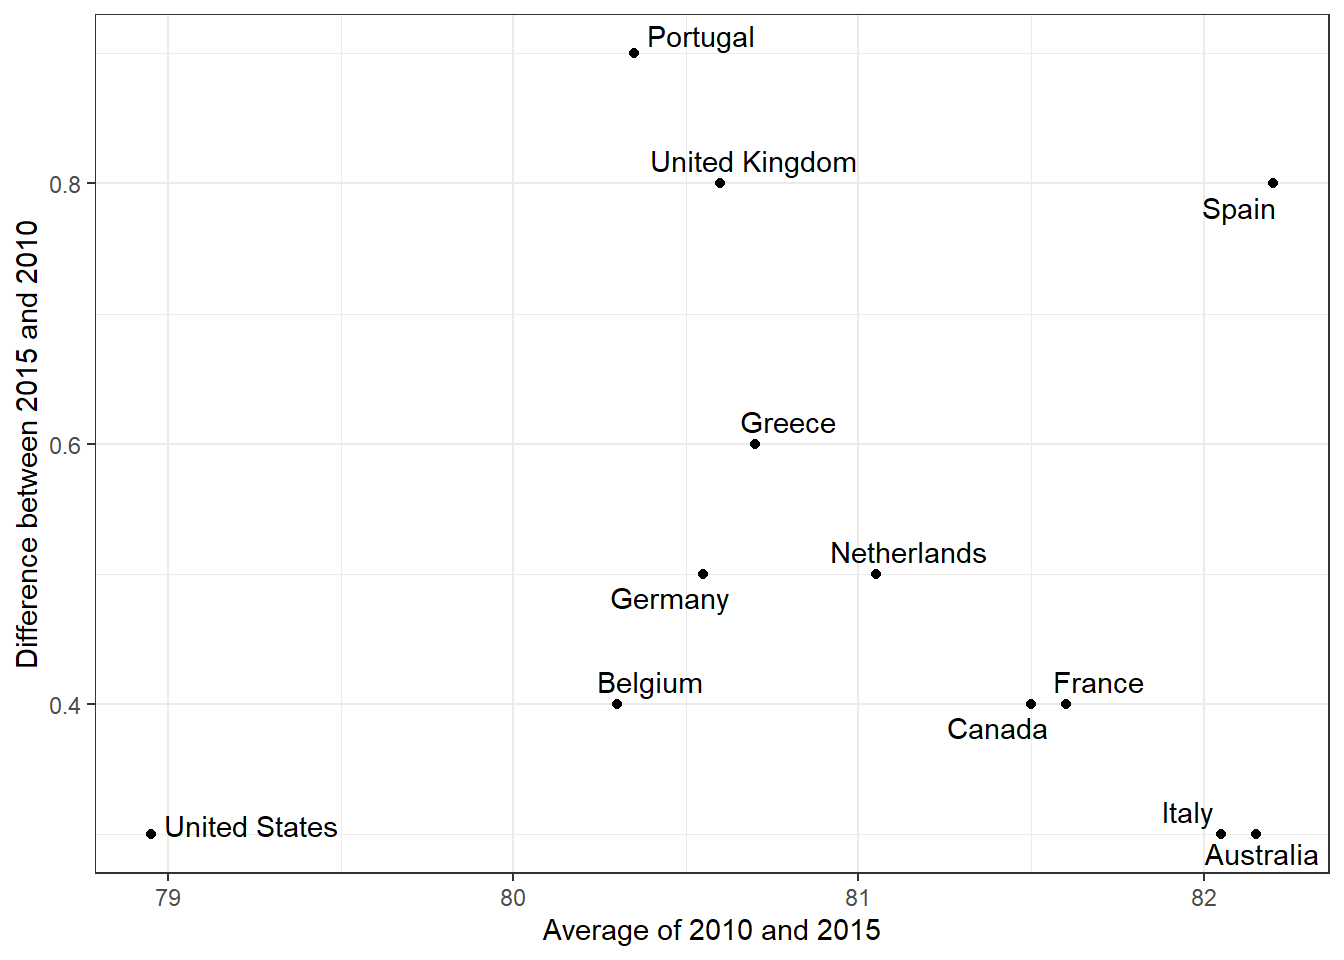 Portugal
United Kingdom
0.8
Spain
Difference between 2015 and 2010
Greece
0.6
Netherlands
Germany
Belgium
France
0.4
Canada
Italy
United States
Australia
79
80
81
82
Average of 2010 and 2015